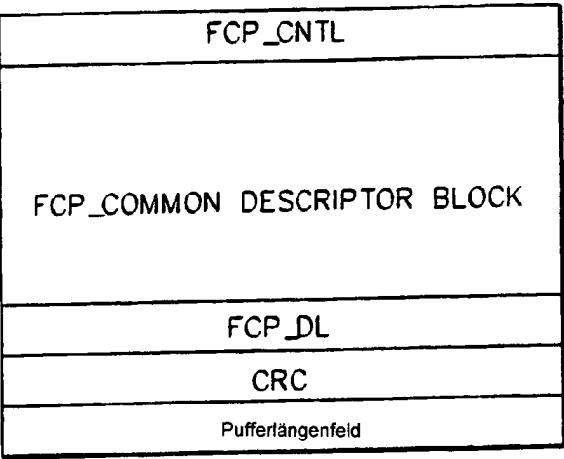 FCP_CNTL
FCP_COMMON DESCRIPTOR BLOCK
FCP_DL
CRC
Pufferlängenfeld